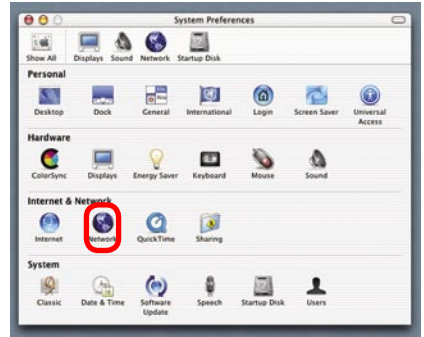 System Preferences
Show All Displays Sound Network Startup Disk
Personal
Desktop Dock General International Login Screen Saver Universal Access
Hardware
ColorSync Displays Energy Saver Keyboard Mouse Sound
Internet & Network
Internet Network QuickTime Sharing
System
Classic Date & Time Software Update Speech Startup Disk Users